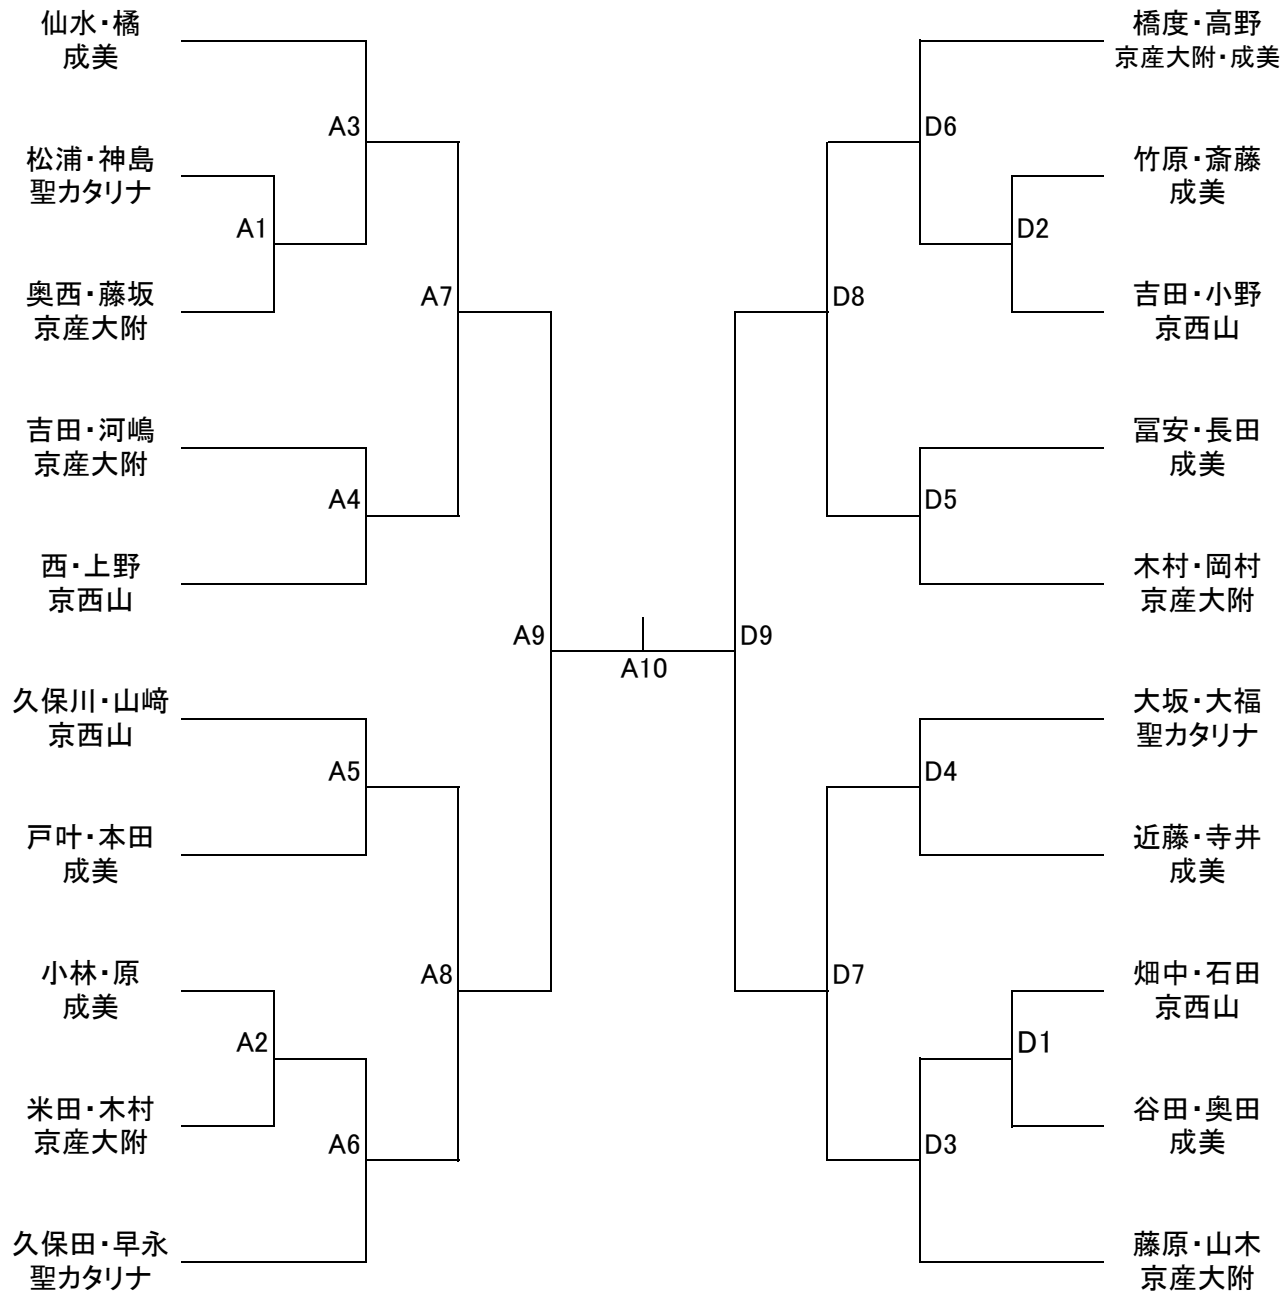 仙水・橘
成美
松浦・神島
聖カタリナ
奥西・藤坂
京産大附
吉田・河嶋
京産大附
西・上野
京西山
久保川・山﨑
京西山
戸叶・本田
成美
小林・原
成美
米田・木村
京産大附
久保田・早永
聖カタリナ
A3
A1
A7
A4
A9
A5
A8
A2
A6
A10
D6
D2
D8
D5
D9
D4
D7
D1
D3
橋度・高野
京産大附・成美
竹原・斎藤
成美
吉田・小野
京西山
冨安・長田
成美
木村・岡村
京産大附
大坂・大福
聖カタリナ
近藤・寺井
成美
畑中・石田
京西山
谷田・奥田
成美
藤原・山木
京産大附